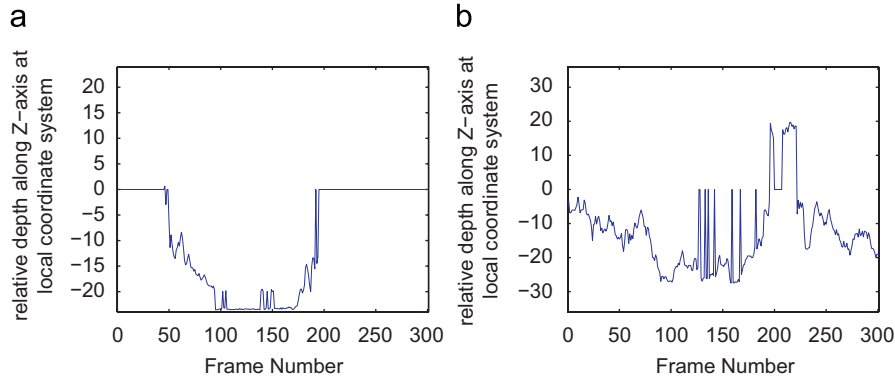 a
relative depth along Z−axis at
local coordinate system
20
15
10
5
0
−5
−10
−15
−20
0 50 100 150 200 250 300
Frame Number
b
relative depth along Z−axis at
local coordinate system
30
20
10
0
−10
−20
−30
0 50 100 150 200 250 300
Frame Number